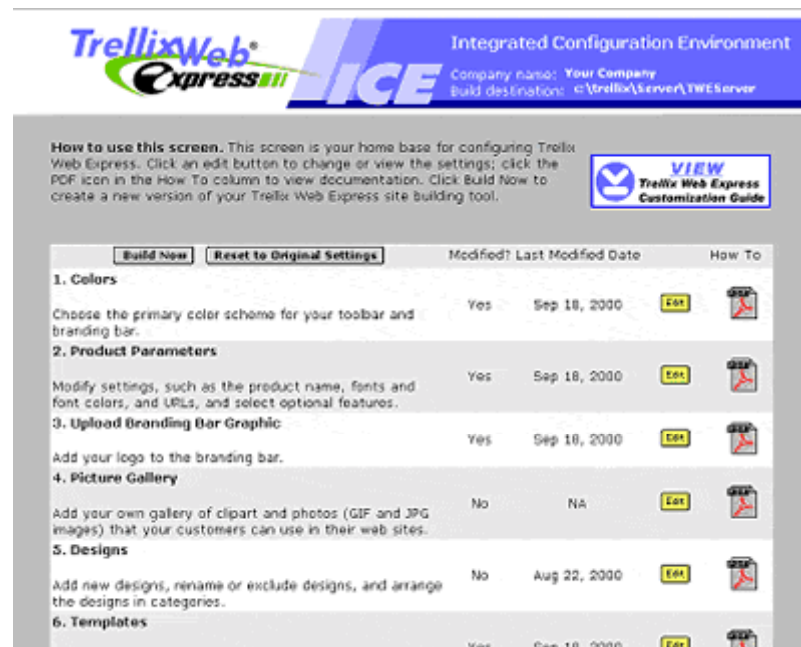 TrellixWeb®
Express
ICE
Integrated Configuration Environment
Company name: Your Company
Build destination: c:\trellix\Server\TWEServer
How to use this screen. This screen is your home base for configuring Trellix
Web Express. Click an edit button to change or view the settings; click the
PDF icon in the How To column to view documentation. Click Build Now to
create a new version of your Trellix Web Express site building tool.
VIEW
Trellix Web Express
Customization Guide
Build Now Reset to Original Settings Modified? Last Modified Date How To
1. Colors
Choose the primary color scheme for your toolbar and
branding bar.
Yes Sep 18, 2000 Edit
2. Product Parameters
Modify settings, such as the product name, fonts and
font colors, and URLs, and select optional features.
Yes Sep 18, 2000 Edit
3. Upload Branding Bar Graphic
Add your logo to the branding bar.
Yes Sep 18, 2000 Edit
4. Picture Gallery
Add your own gallery of clipart and photos (GIF and JPG
images) that your customers can use in their web sites.
No NA Edit
5. Designs
Add new designs, rename or exclude designs, and arrange
the designs in categories.
No Aug 22, 2000 Edit
6. Templates
Yes Sep 18, 2000 Edit